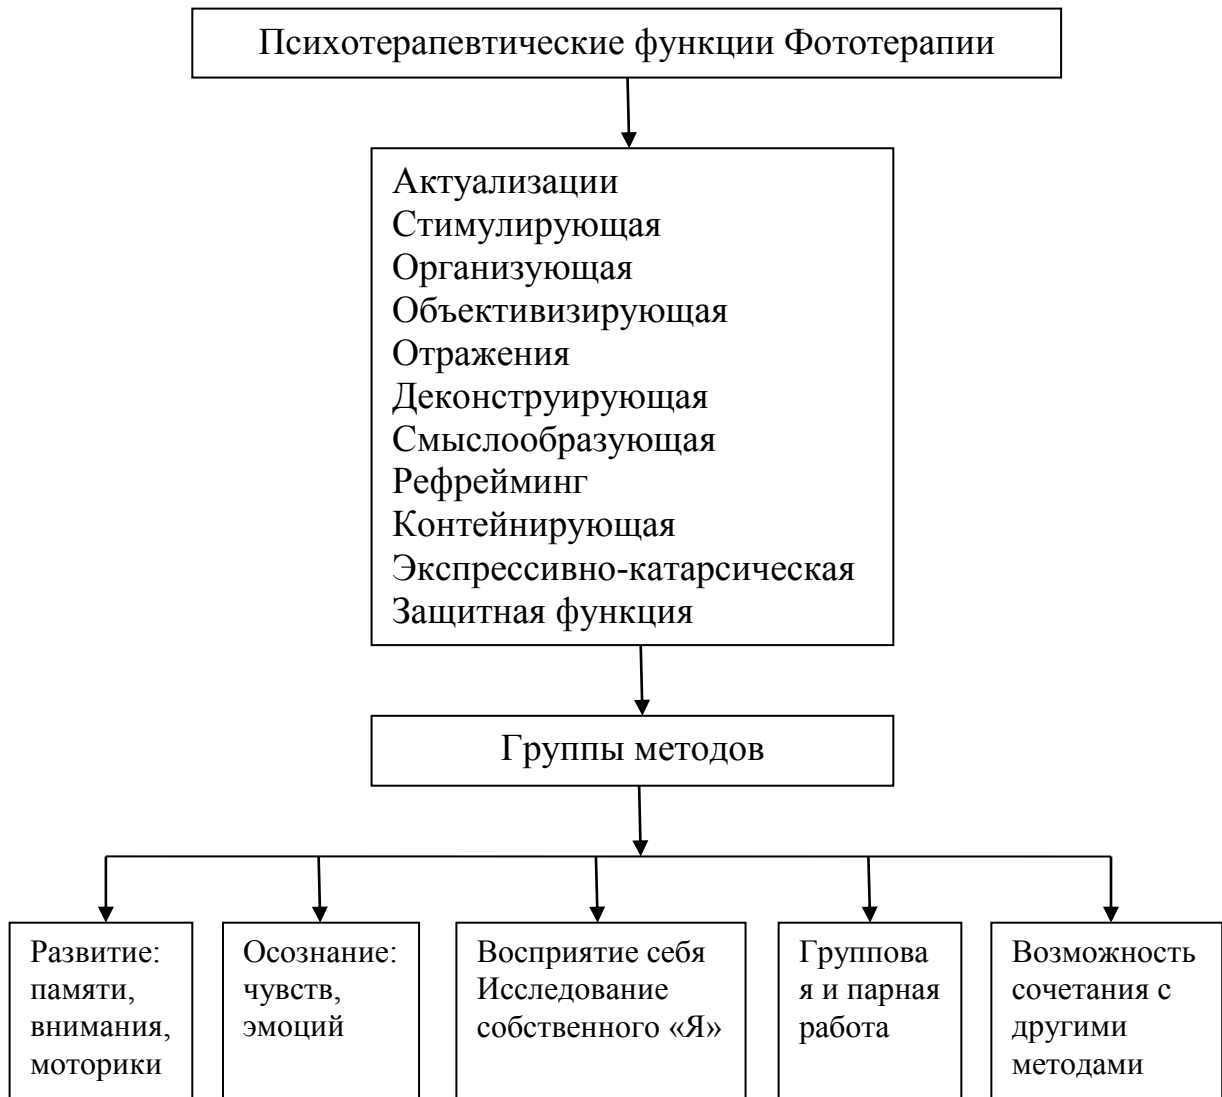 Психотерапевтические функции Фототерапии
Актуализации
Стимулирующая
Организующая
Объективизирующая
Отражения
Деконструирующая
Смыслообразующая
Рефрейминг
Контейнирующая
Экспрессивно-катарсическая
Защитная функция
Группы методов
Развитие:
памяти,
внимания,
моторики
Осознание:
чувств,
эмоций
Восприятие себя
Исследование
собственного «Я»
Группова
я и парная
работа
Возможность
сочетания с
другими
методами